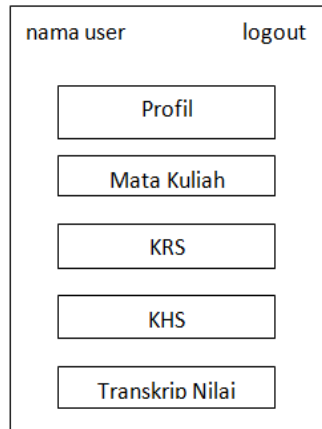 nama user logout
Profil
Mata Kuliah
KRS
KHS
Transkrip Nilai